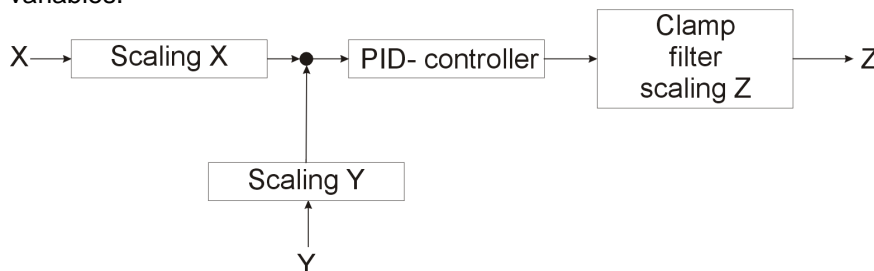 variables.
X
Scaling X
PID- controller
Clamp
filter
scaling Z
Z
Scaling Y
Y